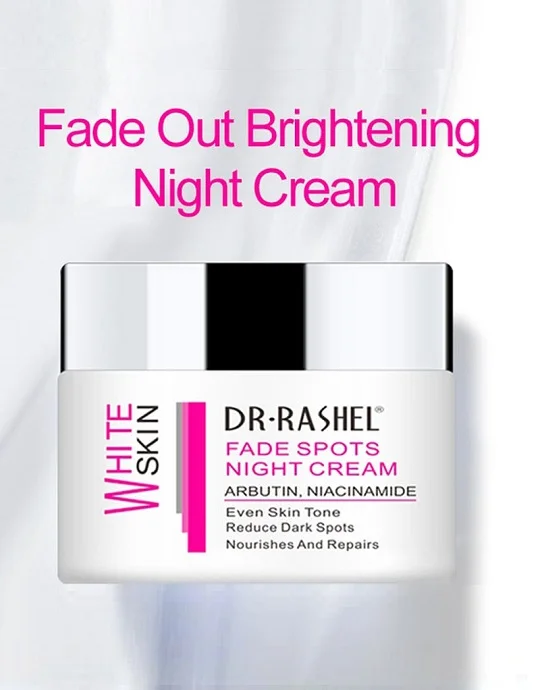 Fade Out Brightening
Night Cream
WHITE
SKIN
DR·RASHEL®
FADE SPOTS
NIGHT CREAM
ARBUTIN, NIACINAMIDE
Even Skin Tone
Reduce Dark Spots
Nourishes And Repairs